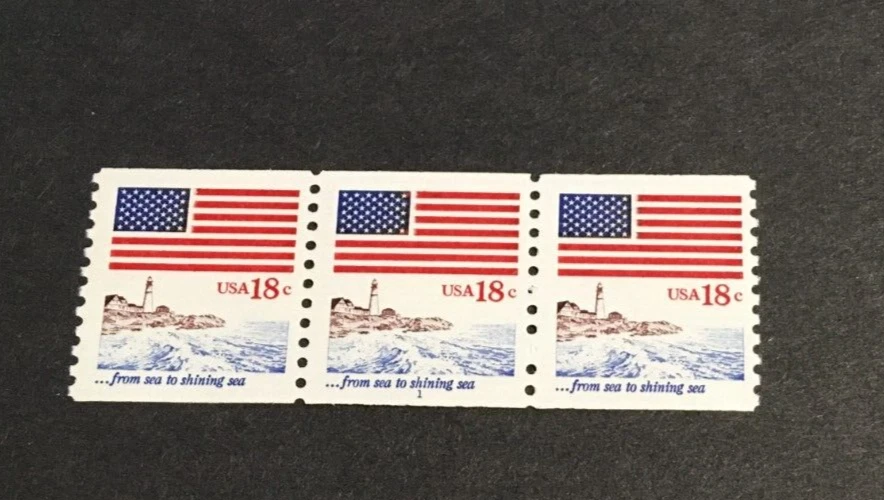 USA 18c
...from sea to shining sea
USA 18c
...from sea to shining sea
1
USA 18c
...from sea to shining sea